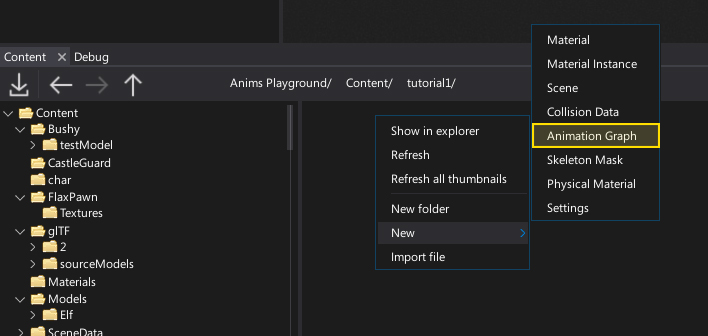 Content
Debug
Anims Playground/ Content/ tutorial1/
Content
Bushy
testModel
CastleGuard
char
FlaxPawn
Textures
glTF
2
sourceModels
Materials
Models
Elf
SceneData
Show in explorer
Refresh
Refresh all thumbnails
New folder
New
Import file
Material
Material Instance
Scene
Collision Data
Animation Graph
Skeleton Mask
Physical Material
Settings